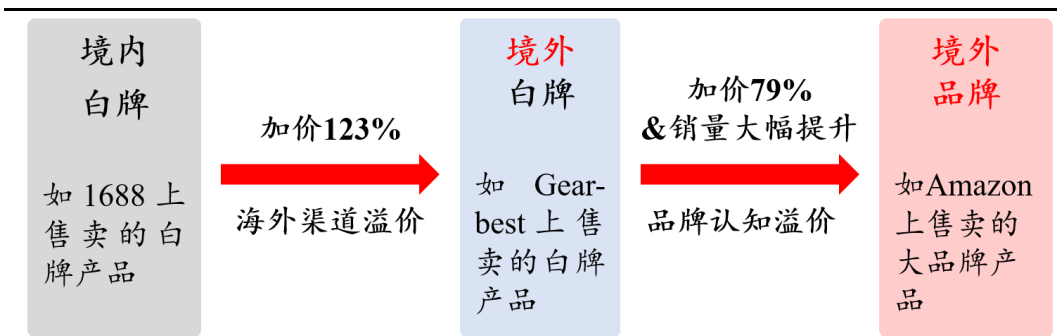 境内
白牌
如 1688 上
售卖的白
牌产品
加价123%
海外渠道溢价
境外
白牌
如 Gear-
best 上售
卖的白牌
产品
加价79%
&销量大幅提升
品牌认知溢价
境外
品牌
如Amazon
上售卖的
大品牌产
品